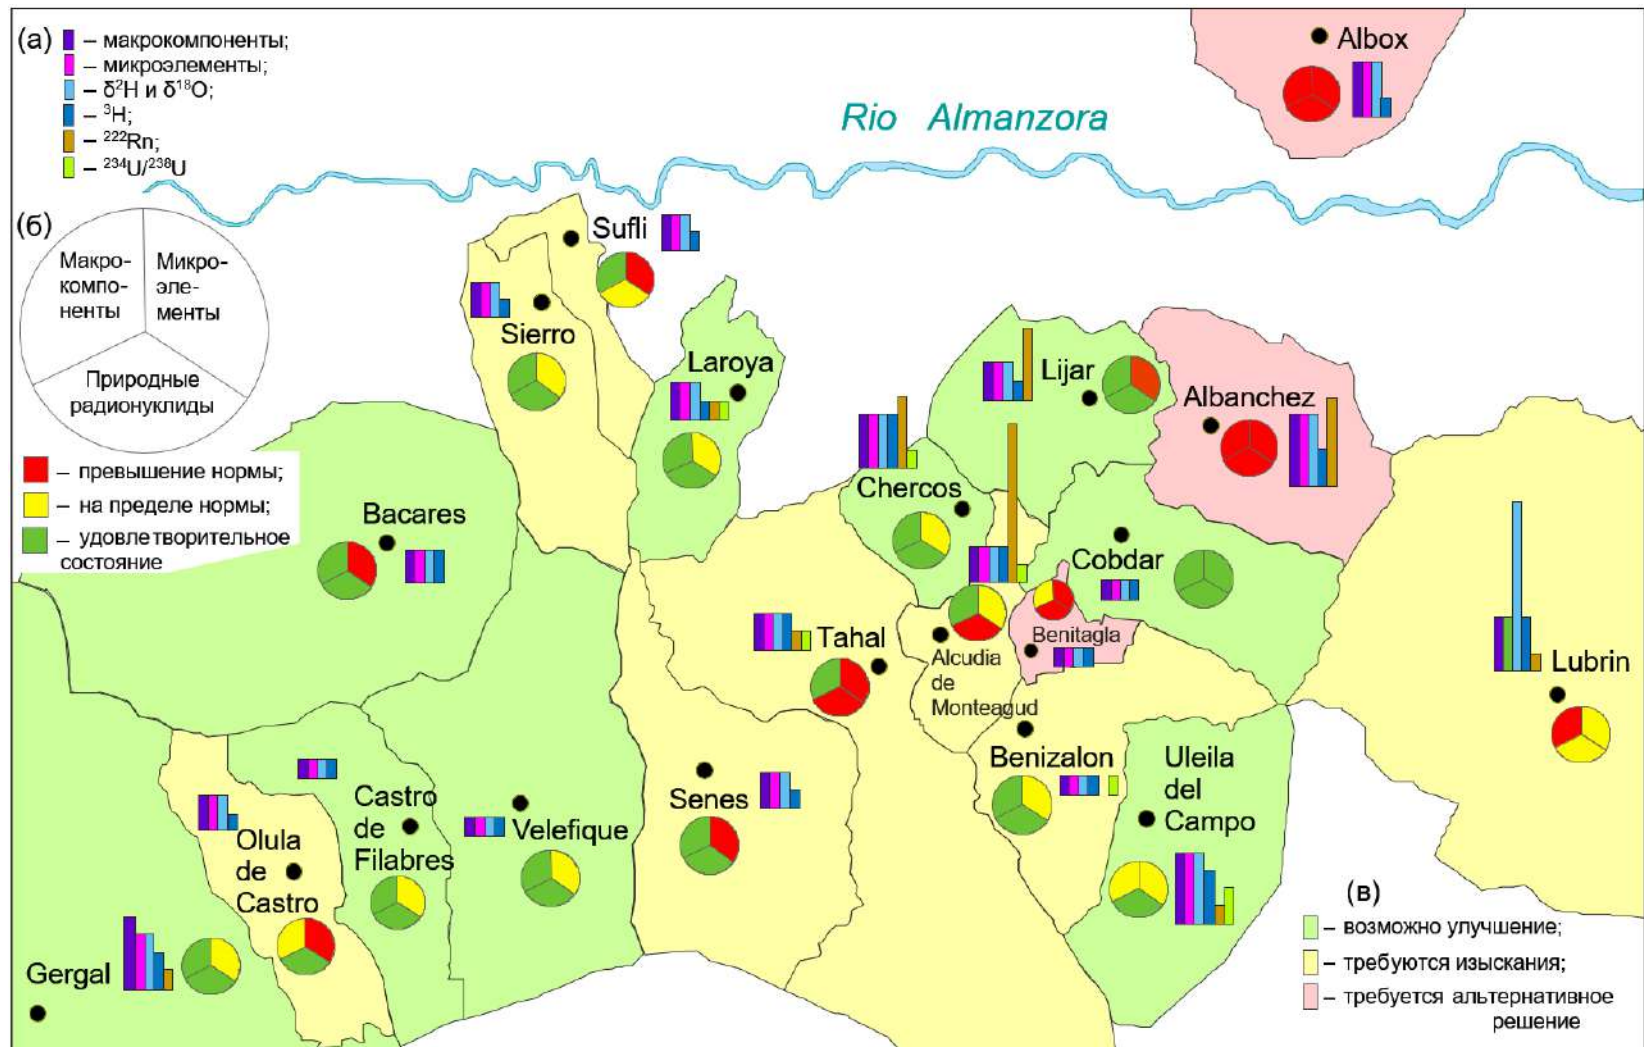 (а)
– макрокомпоненты;
– микроэлементы;
– δ²H и δ¹⁸O;
– ³H;
– ²²²Rn;
– ²³⁴U/²³⁸U
Albox
Rio Almanzora
(б)
Макро-
компо-
ненты
Микро-
эле-
менты
Природные
радионуклиды
– превышение нормы;
– на пределе нормы;
– удовлетворительное
состояние
Sufli
Sierro
Laroya
Lijar
Albanchez
Chercos
Bacares
Cobdar
Tahal
Alcudia
de
Monteagud
Benitagla
Lubrin
Benizalon
Uleila
del
Campo
Senes
Velefique
Castro
de
Filabres
Olula
de
Castro
Gergal
(в)
– возможно улучшение;
– требуются изыскания;
– требуется альтернативное
решение